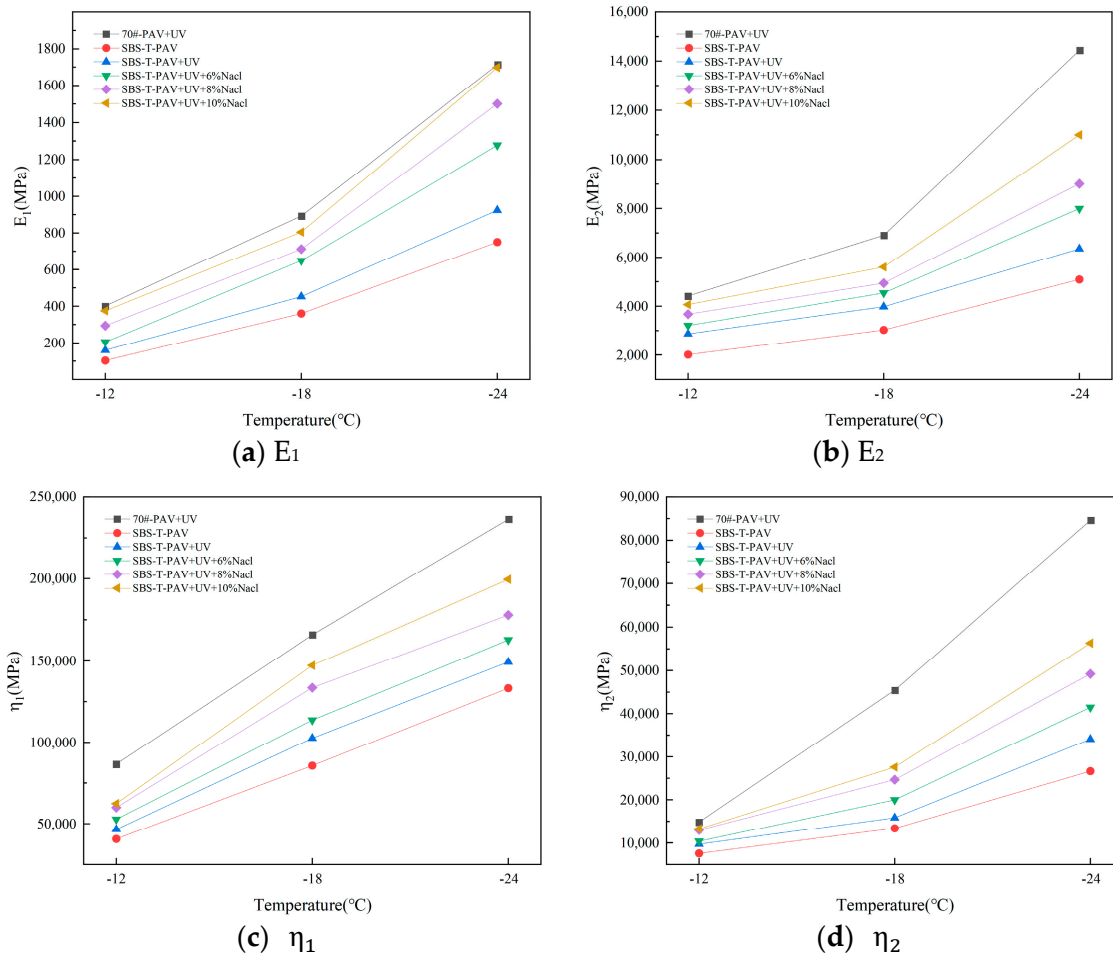 70#-PAV+UV
SBS-T-PAV
SBS-T-PAV+UV
SBS-T-PAV+UV+6%Nacl
SBS-T-PAV+UV+8%Nacl
SBS-T-PAV+UV+10%Nacl
1800
1600
1400
1200
1000
800
600
400
200
E₁(MPa)
-12 -18 -24
Temperature(℃)
(a) E₁
70#-PAV+UV
SBS-T-PAV
SBS-T-PAV+UV
SBS-T-PAV+UV+6%Nacl
SBS-T-PAV+UV+8%Nacl
SBS-T-PAV+UV+10%Nacl
16,000
14,000
12,000
10,000
8,000
6,000
4,000
2,000
E₂(MPa)
-12 -18 -24
Temperature(℃)
(b) E₂
70#-PAV+UV
SBS-T-PAV
SBS-T-PAV+UV
SBS-T-PAV+UV+6%Nacl
SBS-T-PAV+UV+8%Nacl
SBS-T-PAV+UV+10%Nacl
250,000
200,000
150,000
100,000
50,000
η₁(MPa)
-12 -18 -24
Temperature(℃)
(c) η₁
70#-PAV+UV
SBS-T-PAV
SBS-T-PAV+UV
SBS-T-PAV+UV+6%Nacl
SBS-T-PAV+UV+8%Nacl
SBS-T-PAV+UV+10%Nacl
90,000
80,000
70,000
60,000
50,000
40,000
30,000
20,000
10,000
η₂(MPa)
-12 -18 -24
Temperature(℃)
(d) η₂